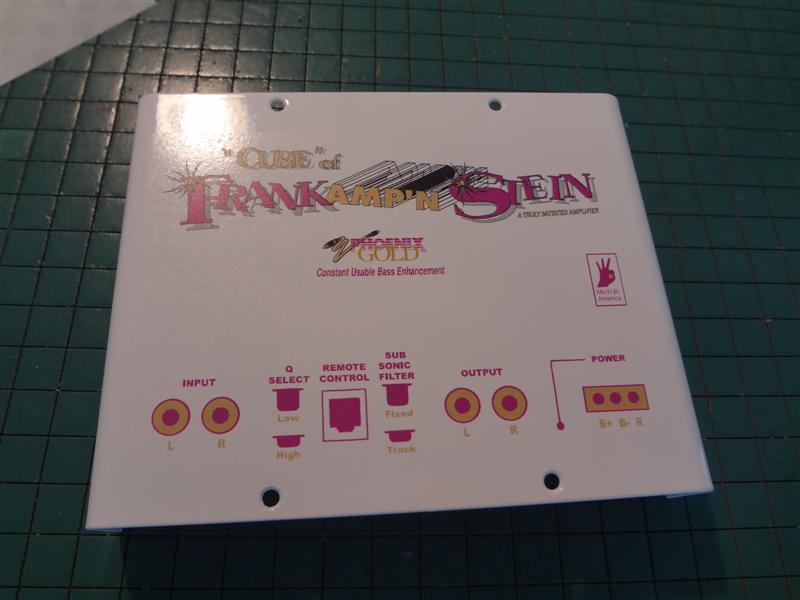 "CUBE" of
FRANKAMP'N STEIN
A TRULY MUTATED AMPLIFIER
PHOENIX
GOLD
Constant Usable Bass Enhancement
Made In
America
INPUT
L R
Q
SELECT
Low
High
REMOTE
CONTROL
SUB
SONIC
FILTER
Fixed
Track
OUTPUT
L R
POWER
B+ B- R